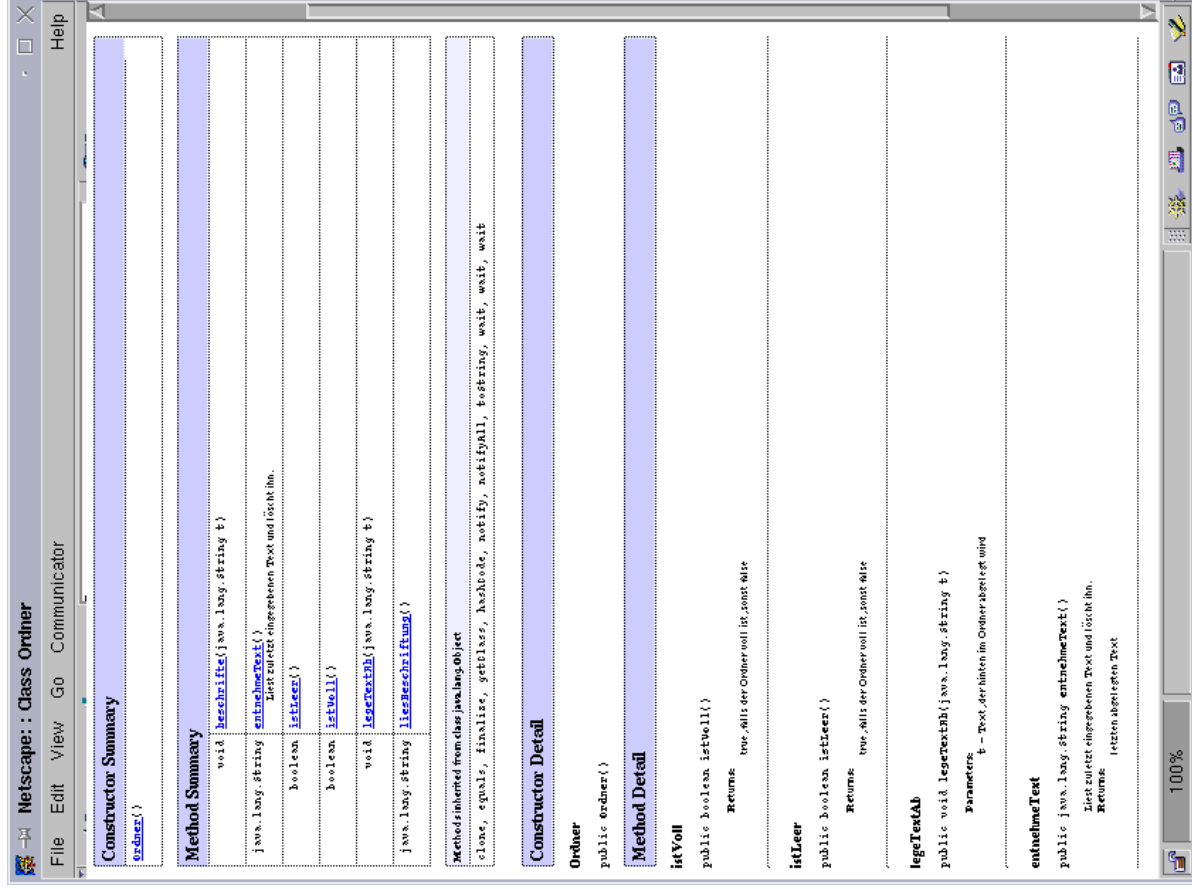 Netscape: : Class Ordner
File Edit View Go Communicator Help
Constructor Summary
Ordner()
Method Summary
void beschrifte(java.lang.String t)
java.lang.String entnehmeText()
Liest zuletzt eingegebenen Text und löscht ihn.
boolean istLeer()
boolean istVoll()
void legeTextAb(java.lang.String t)
java.lang.String liesBeschriftung()
Methods inherited from class java.lang.Object
clone, equals, finalize, getClass, hashCode, notify, notifyAll, toString, wait, wait, wait
Constructor Detail
Ordner
public Ordner()
Method Detail
istVoll
public boolean istVoll()
Returns:
true, falls der Ordner voll ist, sonst false
istLeer
public boolean istLeer()
Returns:
true, falls der Ordner voll ist, sonst false
legeTextAb
public void legeTextAb(java.lang.String t)
Parameters:
t - Text, der hinten im Ordner abgelegt wird
entnehmeText
public java.lang.String entnehmeText()
Liest zuletzt eingegebenen Text und löscht ihn.
Returns:
letzten abgelegten Text
100%